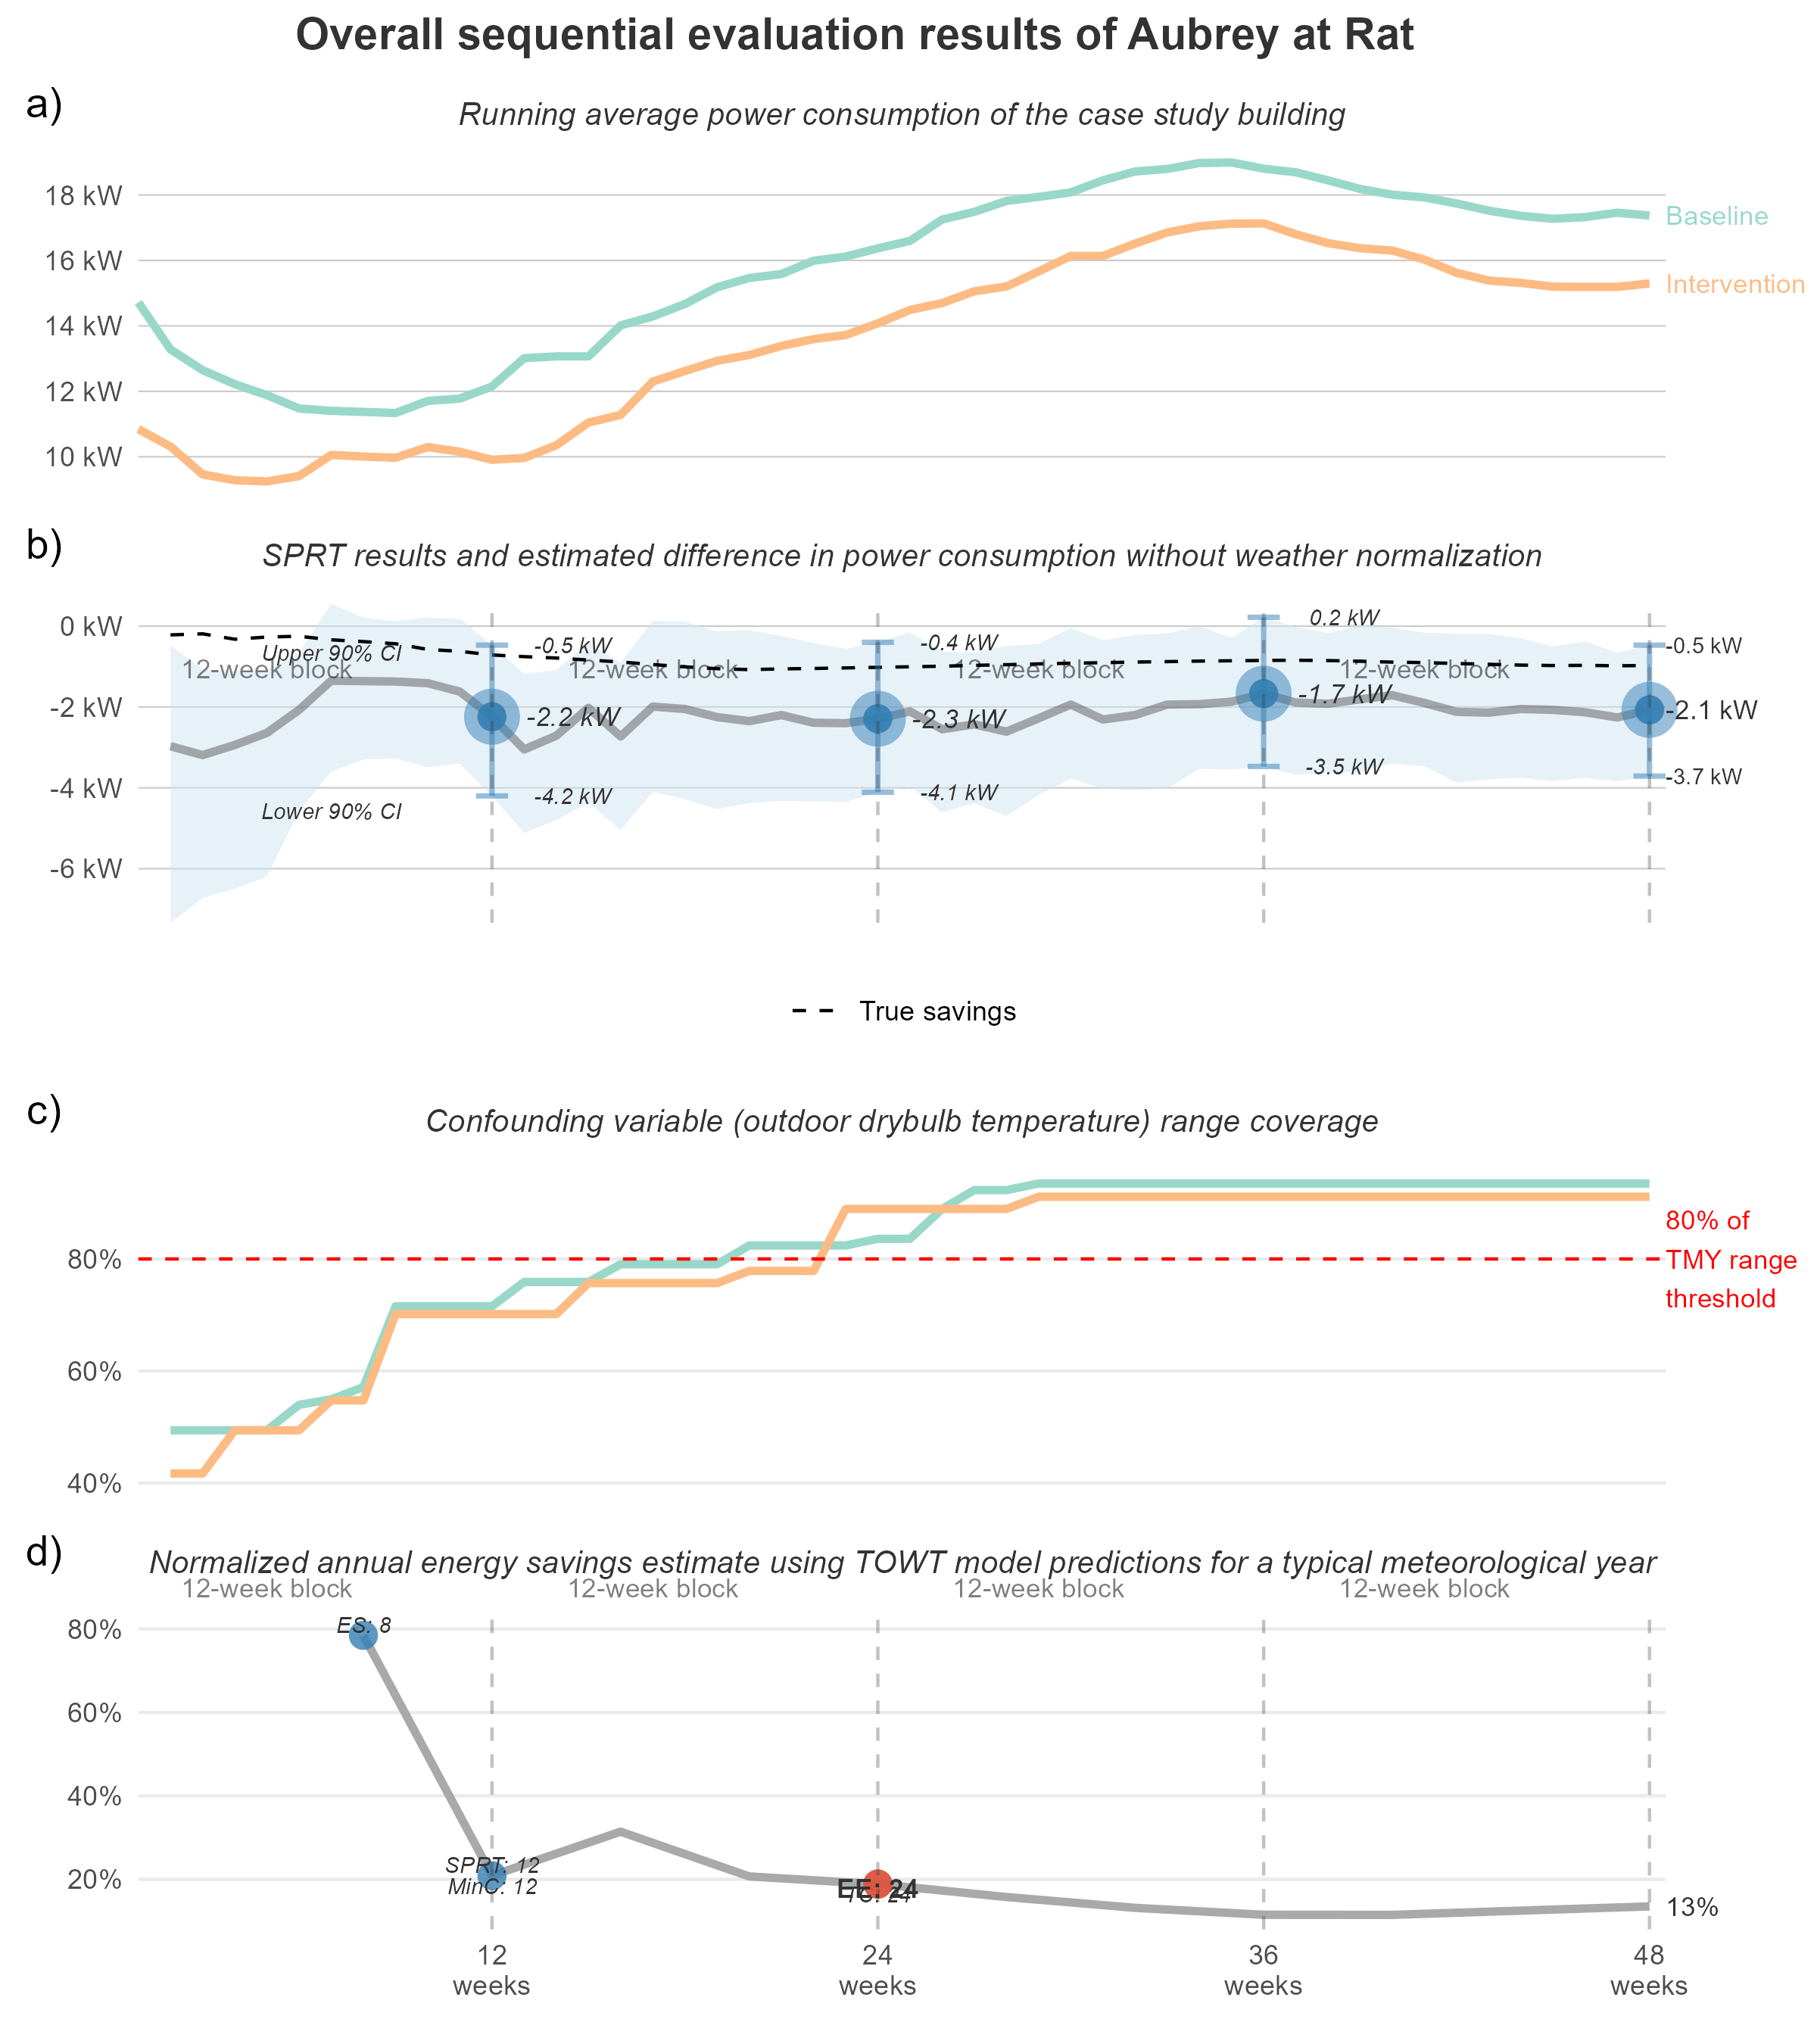 Overall sequential evaluation results of Aubrey at Rat
a)
Running average power consumption of the case study building
18 kW
16 kW
14 kW
12 kW
10 kW
Baseline
Intervention
b)
SPRT results and estimated difference in power consumption without weather normalization
0 kW
-2 kW
-4 kW
-6 kW
Upper 90% CI
Lower 90% CI
12-week block
12-week block
12-week block
12-week block
-0.5 kW
-2.2 kW
-4.2 kW
-0.4 kW
-2.3 kW
-4.1 kW
0.2 kW
-1.7 kW
-3.5 kW
-0.5 kW
-2.1 kW
-3.7 kW
True savings
c)
Confounding variable (outdoor drybulb temperature) range coverage
80%
60%
40%
80% of
TMY range
threshold
d)
Normalized annual energy savings estimate using TOWT model predictions for a typical meteorological year
12-week block
12-week block
12-week block
12-week block
80%
60%
40%
20%
ES: 8
SPRT: 12
MinC: 12
EE: 24
TC: 24
13%
12
weeks
24
weeks
36
weeks
48
weeks